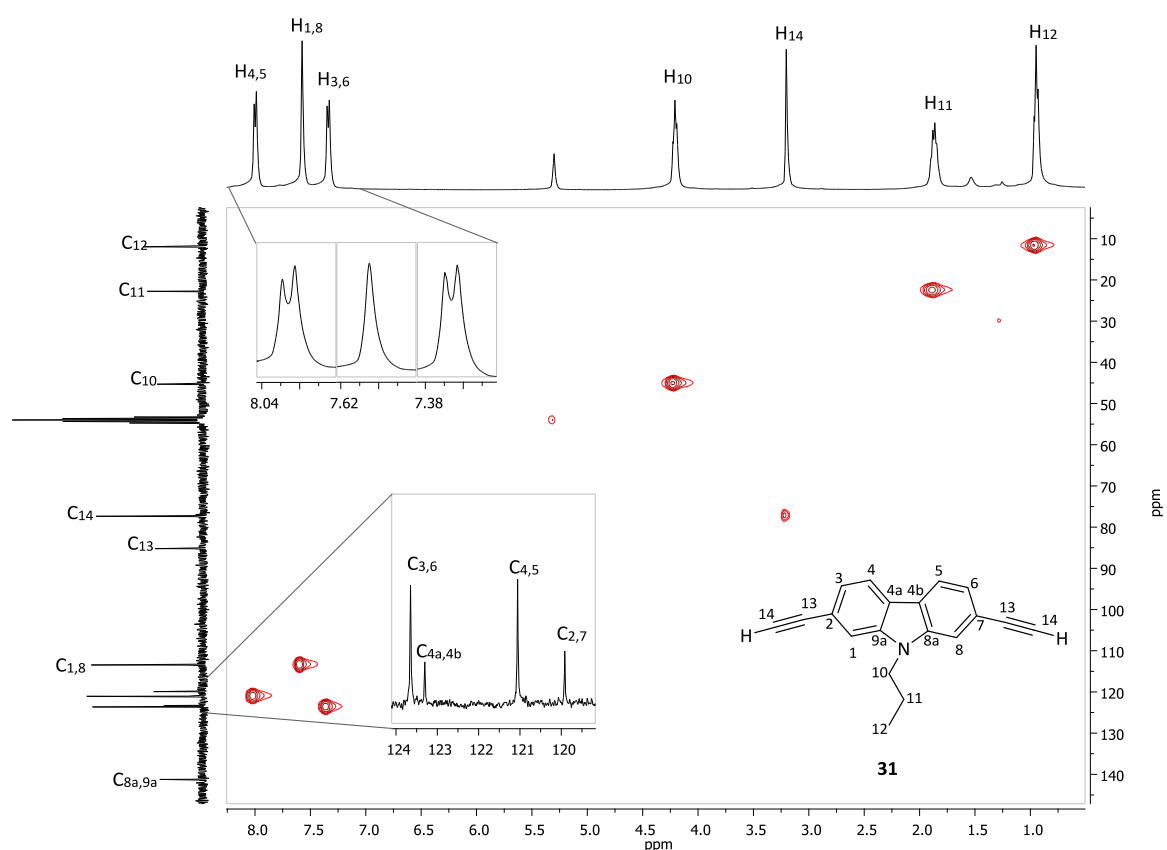 H4,5
H1,8
H3,6
H10
H14
H11
H12
C12
C11
C10
C14
C13
C1,8
C8a,9a
8.04 7.62 7.38
C3,6
C4a,4b
C4,5
C2,7
124 123 122 121 120
3 4 5 6
4a 4b
14 13 2 9a 8a 7 13 14
H H
1 N 8
10
11
12
31
10
20
30
40
50
60
70
80
90
100
110
120
130
140
ppm
8.0 7.5 7.0 6.5 6.0 5.5 5.0 4.5 4.0 3.5 3.0 2.5 2.0 1.5 1.0
ppm